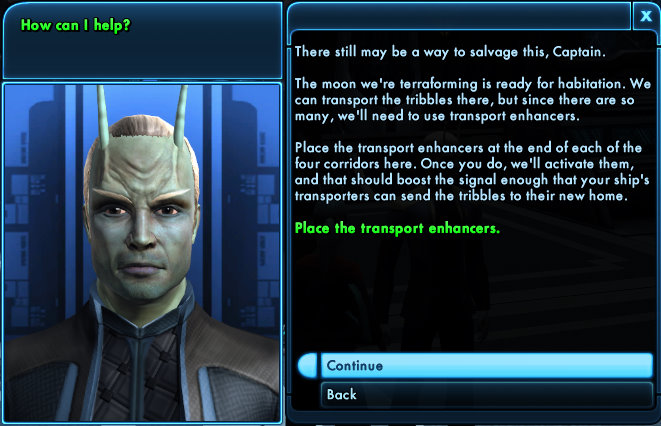 How can I help?
X
There still may be a way to salvage this, Captain.
The moon we're terraforming is ready for habitation. We
can transport the tribbles there, but since there are so
many, we'll need to use transport enhancers.
Place the transport enhancers at the end of each of the
four corridors here. Once you do, we'll activate them,
and that should boost the signal enough that your ship's
transporters can send the tribbles to their new home.
Place the transport enhancers.
Continue
Back